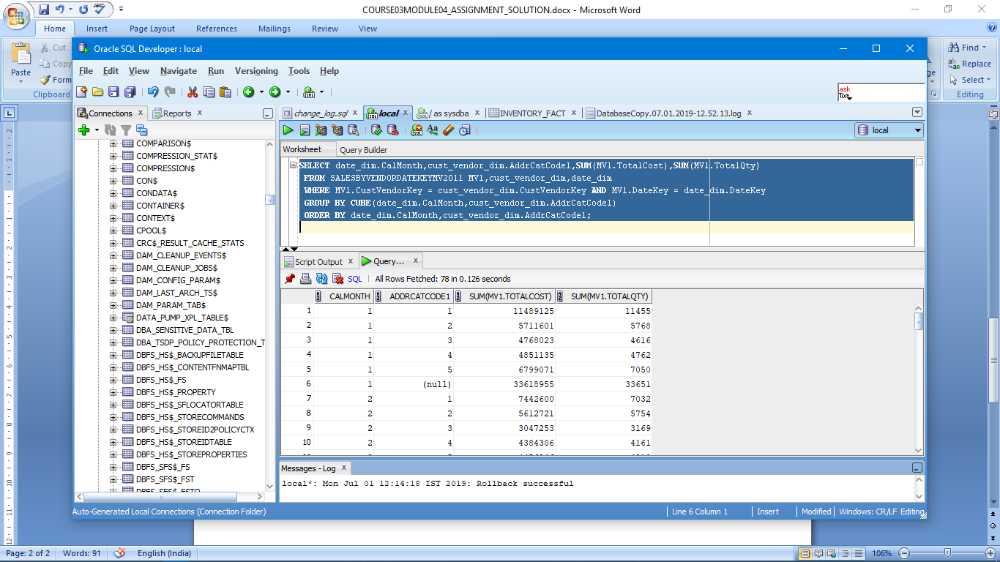 COURSE03MODULE04_ASSIGNMENT_SOLUTION.docx - Microsoft Word
Home Insert Page Layout References Mailings Review View
Cut
Copy
Paste
Clipboard
Find
Replace
Select
Editing
Oracle SQL Developer : local
File Edit View Navigate Run Versioning Tools Help
ask
Tom
Connections x Reports x
change_log.sql x local x / as sysdba x INVENTORY_FACT x DatabaseCopy.07.01.2019-12.52.13.log x
local
Worksheet Query Builder
SELECT date_dim.CalMonth,cust_vendor_dim.AddrCatCode1,SUM(MV1.TotalCost),SUM(MV1.TotalQty)
FROM SALESBYVENDORDATEKEYMV2011 MV1,cust_vendor_dim,date_dim
WHERE MV1.CustVendorKey = cust_vendor_dim.CustVendorKey AND MV1.DateKey = date_dim.DateKey
GROUP BY CUBE(date_dim.CalMonth,cust_vendor_dim.AddrCatCode1)
ORDER BY date_dim.CalMonth,cust_vendor_dim.AddrCatCode1;
COMPARISON$
COMPRESSION_STAT$
COMPRESSION$
CON$
CONDATA$
CONTAINER$
CONTEXT$
CPOOL$
CRC$_RESULT_CACHE_STATS
DAM_CLEANUP_EVENTS$
DAM_CLEANUP_JOBS$
DAM_CONFIG_PARAM$
DAM_LAST_ARCH_TS$
DAM_PARAM_TAB$
DATA_PUMP_XPL_TABLE$
DBA_SENSITIVE_DATA_TBL
DBA_TSDP_POLICY_PROTECTION_T
DBFS_HS$_BACKUPFILETABLE
DBFS_HS$_CONTENTFNMAPTBL
DBFS_HS$_FS
DBFS_HS$_PROPERTY
DBFS_HS$_SFLOCATORTABLE
DBFS_HS$_STORECOMMANDS
DBFS_HS$_STOREID2POLICYCTX
DBFS_HS$_STOREIDTABLE
DBFS_HS$_STOREPROPERTIES
DBFS_SFS$_FS
DBFS_SFS$_FST
Script Output x Query... x
SQL All Rows Fetched: 78 in 0.126 seconds
CALMONTH ADDRCATCODE1 SUM(MV1.TOTALCOST) SUM(MV1.TOTALQTY)
1 1 1 11489125 11455
2 1 2 5711601 5768
3 1 3 4768023 4616
4 1 4 4851135 4762
5 1 5 6799071 7050
6 1 (null) 33618955 33651
7 2 1 7442600 7032
8 2 2 5612721 5754
9 2 3 3047253 3169
10 2 4 4384306 4161
Messages - Log x
local*: Mon Jul 01 12:14:18 IST 2019: Rollback successful
Auto-Generated Local Connections (Connection Folder)
Line 6 Column 1 Insert Modified Windows: CR/LF Editing
Page: 2 of 2 Words: 91 English (India) 106%